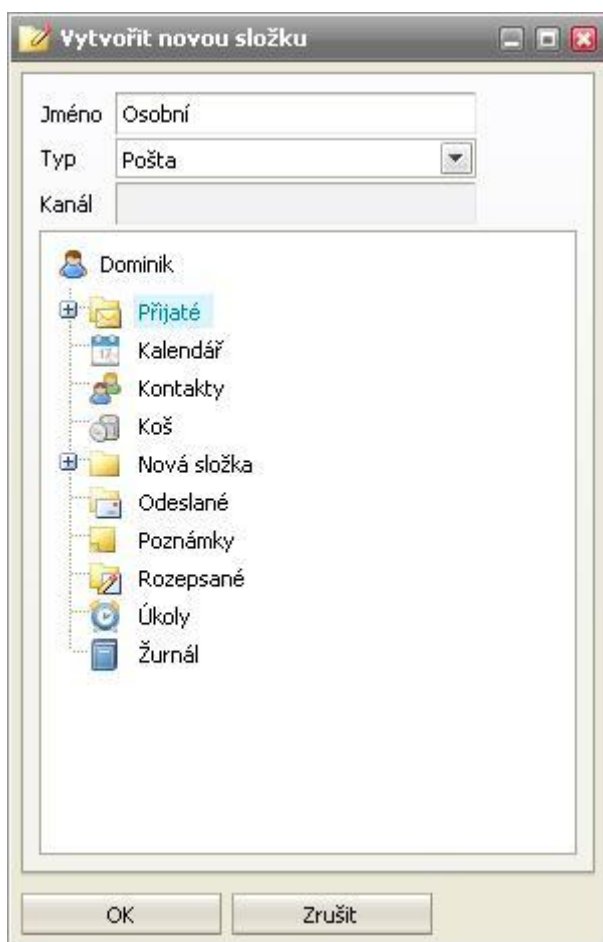 Vytvořit novou složku
Jméno Osobní
Typ Pošta
Kanál
Dominik
Přijaté
Kalendář
Kontakty
Koš
Nová složka
Odeslané
Poznámky
Rozepsané
Úkoly
Žurnál
OK Zrušit